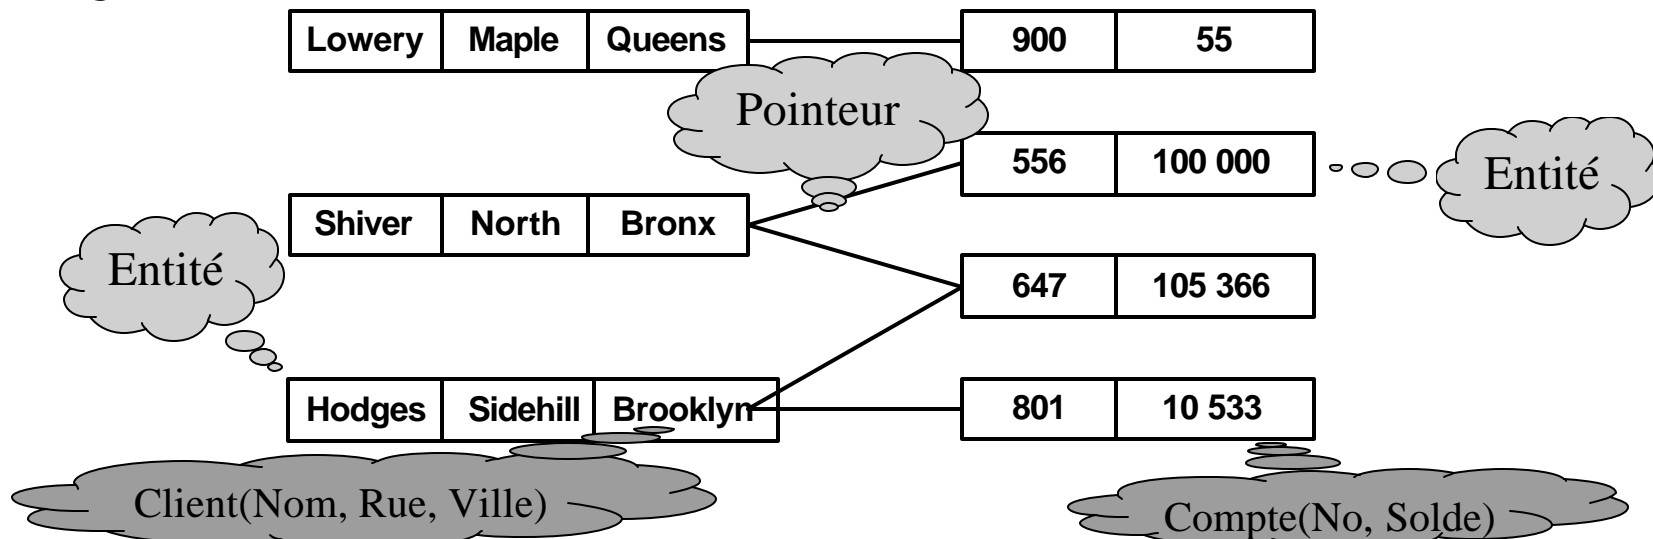 Lowery Maple Queens 900 55
Pointeur
556 100 000
Entité
Shiver North Bronx
Entité
647 105 366
Hodges Sidehill Brooklyn 801 10 533
Client(Nom, Rue, Ville)
Compte(No, Solde)